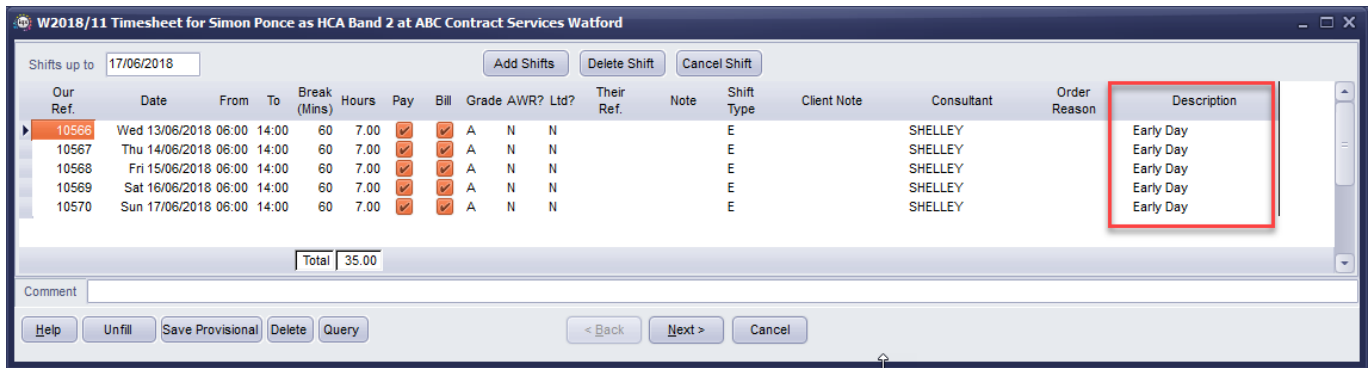 W2018/11 Timesheet for Simon Ponce as HCA Band 2 at ABC Contract Services Watford
Shifts up to 17/06/2018 Add Shifts Delete Shift Cancel Shift
Our Ref. Date From To Break (Mins) Hours Pay Bill Grade AWR? Ltd? Their Ref. Note Shift Type Client Note Consultant Order Reason Description
10566 Wed 13/06/2018 06:00 14:00 60 7.00 A N N E SHELLEY Early Day
10567 Thu 14/06/2018 06:00 14:00 60 7.00 A N N E SHELLEY Early Day
10568 Fri 15/06/2018 06:00 14:00 60 7.00 A N N E SHELLEY Early Day
10569 Sat 16/06/2018 06:00 14:00 60 7.00 A N N E SHELLEY Early Day
10570 Sun 17/06/2018 06:00 14:00 60 7.00 A N N E SHELLEY Early Day
Total 35.00
Comment
Help Unfill Save Provisional Delete Query < Back Next > Cancel